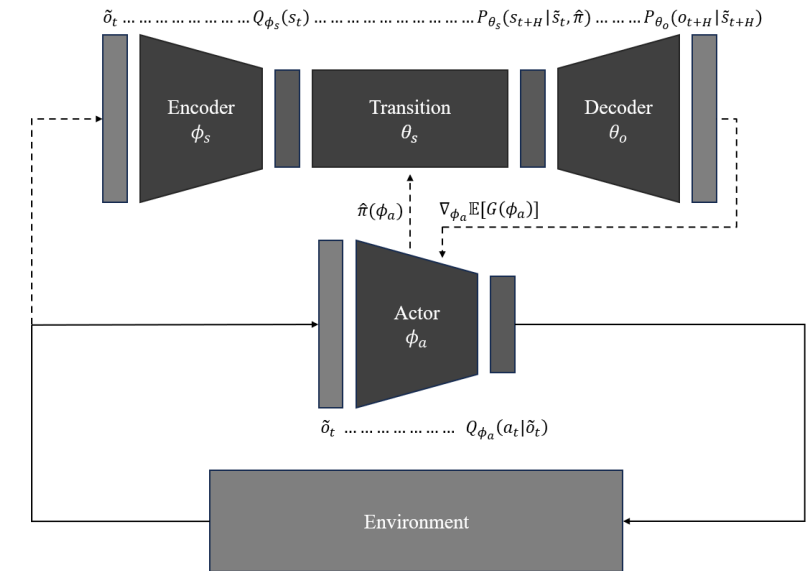 õ_t … … … … … … … Q_{ϕ_s}(s_t) … … … … … … … … … P_{θ_s}(s_{t+H}|s̃_t, π̂) … … … P_{θ_o}(o_{t+H}|s̃_{t+H})
Encoder
ϕ_s
Transition
θ_s
Decoder
θ_o
π̂(ϕ_a)
∇_{ϕ_a}𝔼[G(ϕ_a)]
Actor
ϕ_a
õ_t … … … … … … … Q_{ϕ_a}(a_t|õ_t)
Environment